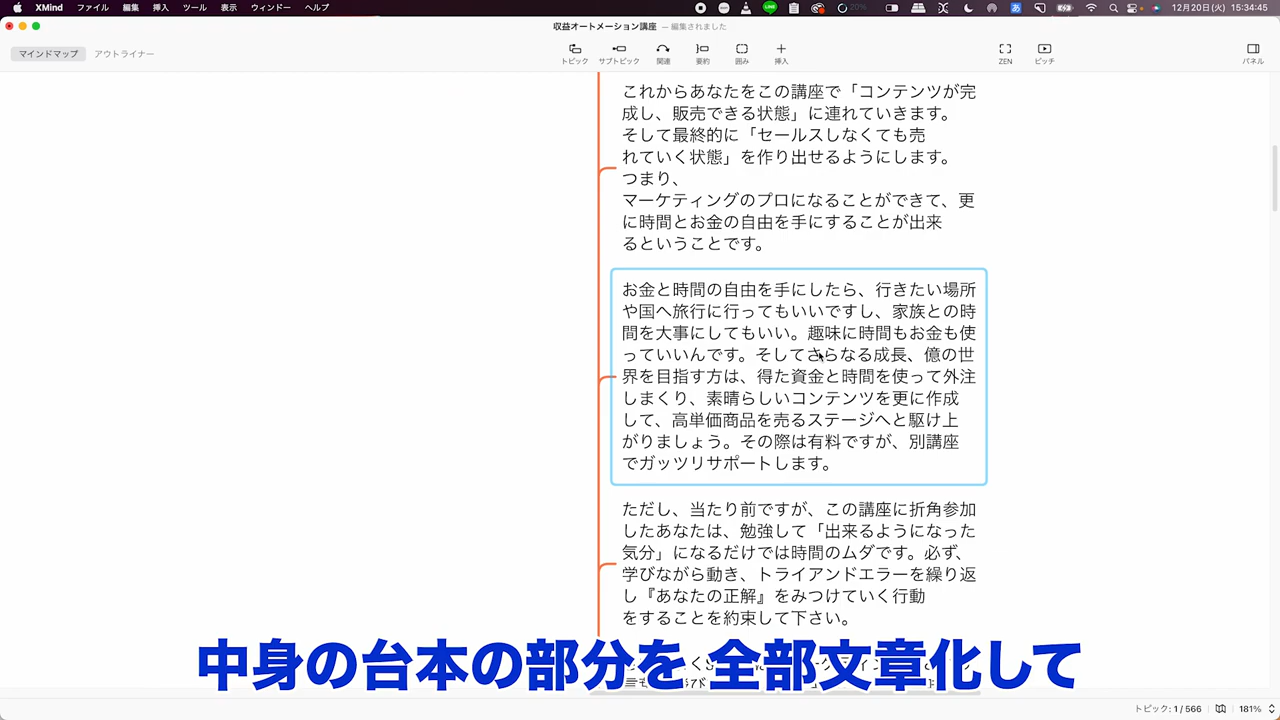 XMind ファイル 編集 挿入 ツール 表示 ウィンドー ヘルプ
20% 12月20日(火) 15:34:45
収益オートメーション講座 — 編集されました
マインドマップ アウトライナー
トピック サブトピック 関連 要約 囲み 挿入 ZEN ピッチ パネル
これからあなたをこの講座で「コンテンツが完
成し、販売できる状態」に連れていきます。
そして最終的に「セールスしなくても売
れていく状態」を作り出せるようにします。
つまり、
マーケティングのプロになることができて、更
に時間とお金の自由を手にすることが出来
るということです。
お金と時間の自由を手にしたら、行きたい場所
や国へ旅行に行ってもいいですし、家族との時
間を大事にしてもいい。趣味に時間もお金も使
っていいんです。そしてさらなる成長、億の世
界を目指す方は、得た資金と時間を使って外注
しまくり、素晴らしいコンテンツを更に作成
して、高単価商品を売るステージへと駆け上
がりましょう。その際は有料ですが、別講座
でガッツリサポートします。
ただし、当たり前ですが、この講座に折角参加
したあなたは、勉強して「出来るようになった
気分」になるだけでは時間のムダです。必ず、
学びながら動き、トライアンドエラーを繰り返
し『あなたの正解』をみつけていく行動
をすることを約束して下さい。
中身の台本の部分を 全部文章化して
トピック: 1 / 566 181%